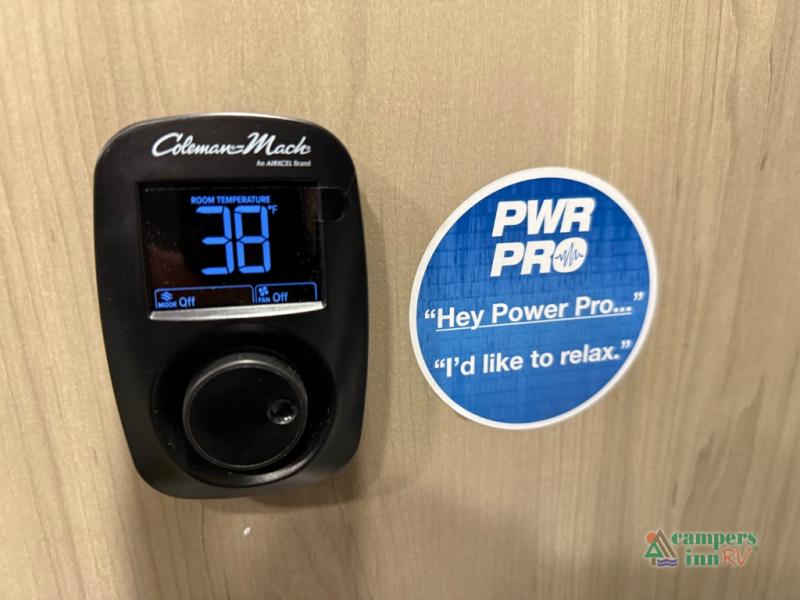 Coleman-Mach
An AIRXCEL Brand
ROOM TEMPERATURE
38°F
MODE Off
FAN Off
PWR
PRO
“Hey Power Pro...”
“I'd like to relax.”
campers
inn RV